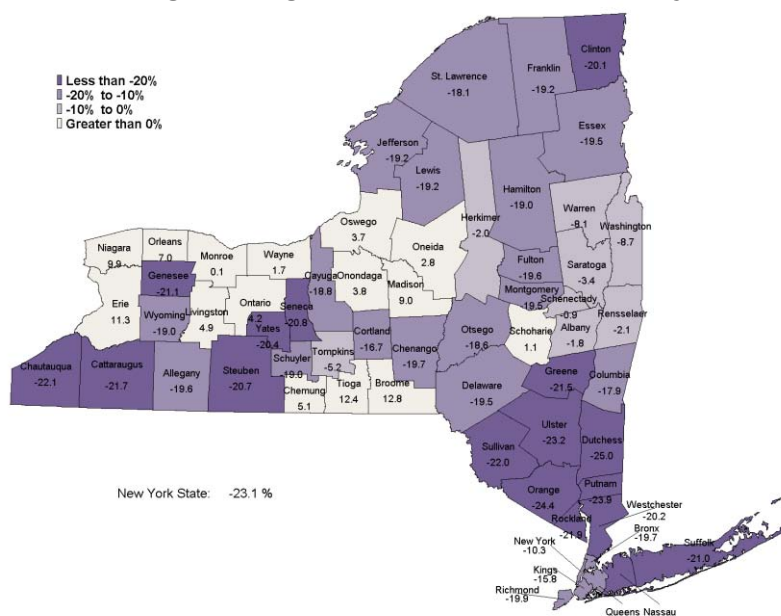 Less than -20%
-20% to -10%
-10% to 0%
Greater than 0%
Clinton
-20.1
St. Lawrence
-18.1
Franklin
-19.2
Essex
-19.5
Jefferson
-19.2
Lewis
-19.2
Hamilton
-19.0
Warren
-8.1
Washington
-8.7
Oswego
3.7
Herkimer
-2.0
Oneida
2.8
Niagara
9.9
Orleans
7.0
Monroe
0.1
Wayne
1.7
Cayuga
-18.8
Onondaga
3.8
Madison
9.0
Fulton
-19.6
Saratoga
-3.4
Montgomery
-19.5
Schenectady
-0.9
Rensselaer
-2.1
Genesee
-21.1
Erie
11.3
Wyoming
-19.0
Livingston
4.9
Ontario
4.2
Seneca
-20.8
Yates
-20.4
Cortland
-16.7
Chenango
-19.7
Otsego
-18.6
Schoharie
1.1
Albany
-1.8
Chautauqua
-22.1
Cattaraugus
-21.7
Allegany
-19.6
Steuben
-20.7
Schuyler
-19.0
Tompkins
-5.2
Chemung
5.1
Tioga
12.4
Broome
12.8
Delaware
-19.5
Greene
-21.5
Columbia
-17.9
Ulster
-23.2
Dutchess
-25.0
Sullivan
-22.0
Orange
-24.4
Putnam
-23.9
New York State: -23.1 %
Rockland
-21.9
Westchester
-20.2
Bronx
-19.7
New York
-10.3
Suffolk
-21.0
Kings
-15.8
Richmond
-19.9
Queens Nassau